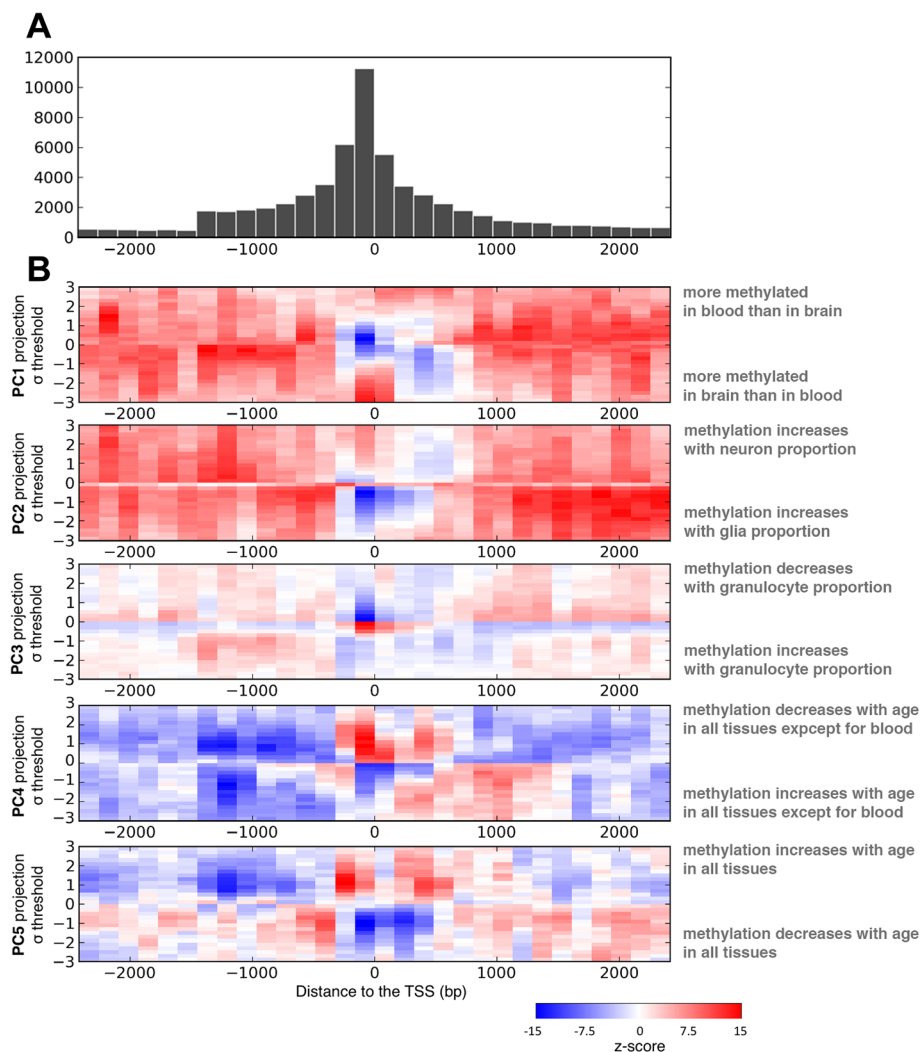 A
12000
10000
8000
6000
4000
2000
0
−2000 −1000 0 1000 2000
B
PC1 projection
σ threshold
3
2
1
0
−1
−2
−3
more methylated
in blood than in brain
more methylated
in brain than in blood
−2000 −1000 0 1000 2000
PC2 projection
σ threshold
3
2
1
0
−1
−2
−3
methylation increases
with neuron proportion
methylation increases
with glia proportion
−2000 −1000 0 1000 2000
PC3 projection
σ threshold
3
2
1
0
−1
−2
−3
methylation decreases
with granulocyte proportion
methylation increases
with granulocyte proportion
−2000 −1000 0 1000 2000
PC4 projection
σ threshold
3
2
1
0
−1
−2
−3
methylation decreases with age
in all tissues expcept for blood
methylation increases with age
in all tissues except for blood
−2000 −1000 0 1000 2000
PC5 projection
σ threshold
3
2
1
0
−1
−2
−3
methylation increases with age
in all tissues
methylation decreases with age
in all tissues
−2000 −1000 0 1000 2000
Distance to the TSS (bp)
-15 -7.5 0 7.5 15
z-score